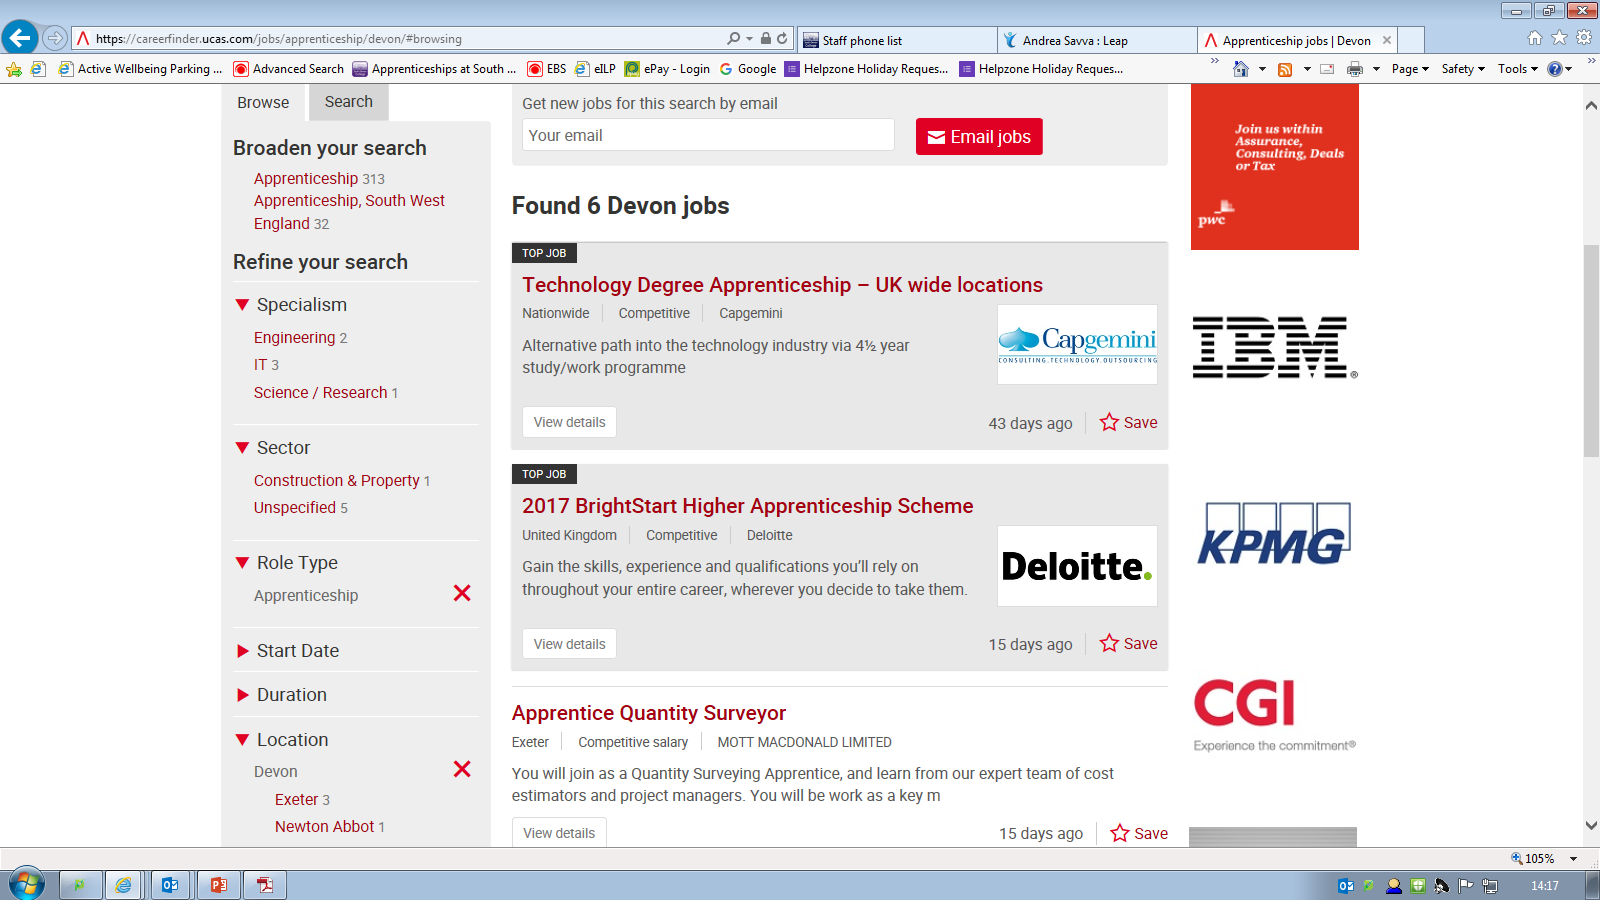 https://careerfinder.ucas.com/jobs/apprenticeship/devon/#browsing
Staff phone list
Andrea Savva : Leap
Apprenticeship jobs | Devon
Active Wellbeing Parking ...
Advanced Search
Apprenticeships at South ...
EBS
eILP
ePay - Login
Google
Helpzone Holiday Reques...
Helpzone Holiday Reques...
Page
Safety
Tools
Browse
Search
Broaden your search
Apprenticeship 313
Apprenticeship, South West
England 32
Refine your search
Specialism
Engineering 2
IT 3
Science / Research 1
Sector
Construction & Property 1
Unspecified 5
Role Type
Apprenticeship
Start Date
Duration
Location
Devon
Exeter 3
Newton Abbot 1
Get new jobs for this search by email
Your email
Email jobs
Found 6 Devon jobs
TOP JOB
Technology Degree Apprenticeship – UK wide locations
Nationwide Competitive Capgemini
Alternative path into the technology industry via 4½ year
study/work programme
Capgemini
CONSULTING.TECHNOLOGY.OUTSOURCING
View details
43 days ago
Save
TOP JOB
2017 BrightStart Higher Apprenticeship Scheme
United Kingdom Competitive Deloitte
Gain the skills, experience and qualifications you’ll rely on
throughout your entire career, wherever you decide to take them.
Deloitte.
View details
15 days ago
Save
Apprentice Quantity Surveyor
Exeter Competitive salary MOTT MACDONALD LIMITED
You will join as a Quantity Surveying Apprentice, and learn from our expert team of cost
estimators and project managers. You will be work as a key m
View details
15 days ago
Save
Join us within
Assurance,
Consulting, Deals
or Tax
pwc
IBM®
KPMG
CGI
Experience the commitment®
105%
14:17